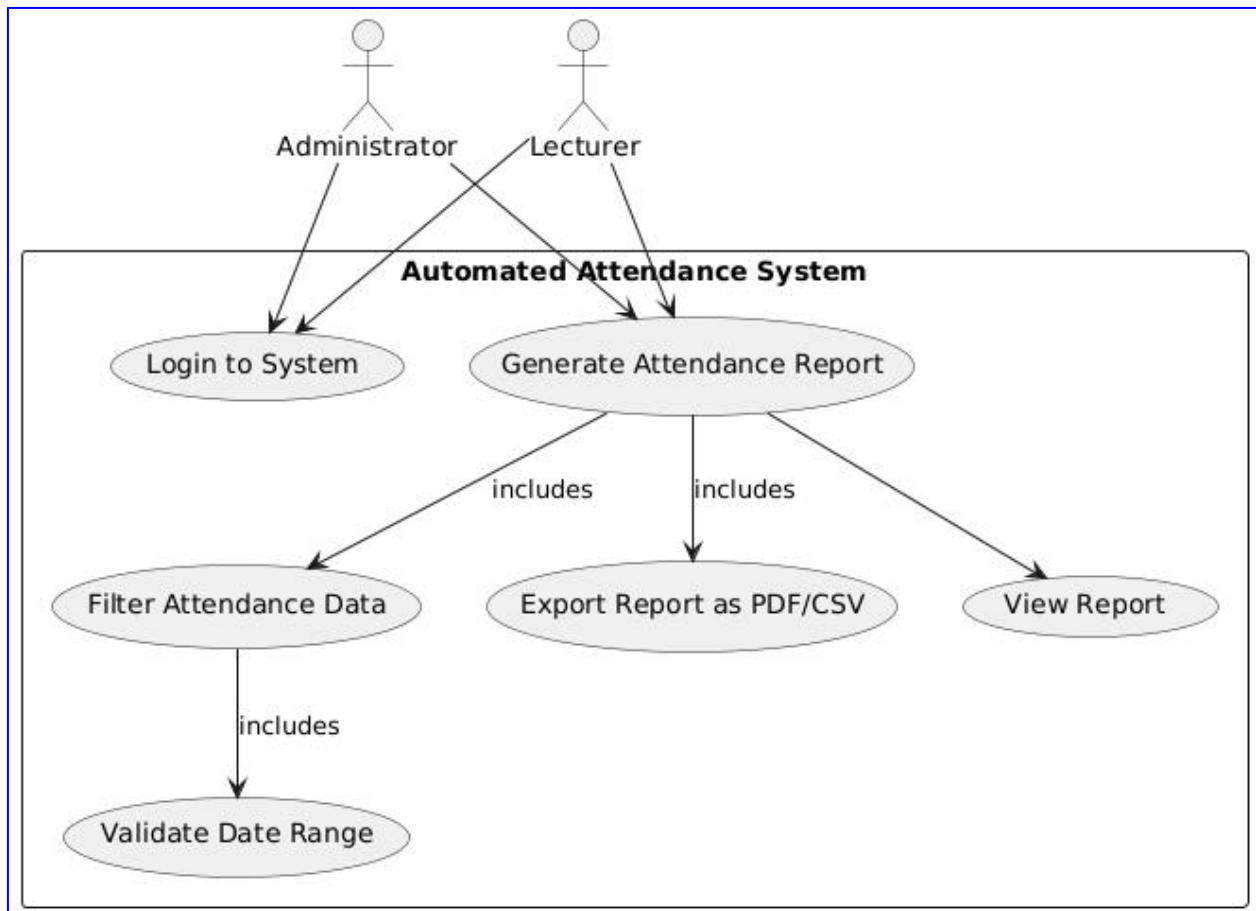 Administrator
Lecturer
Automated Attendance System
Login to System
Generate Attendance Report
includes
includes
Filter Attendance Data
Export Report as PDF/CSV
View Report
includes
Validate Date Range